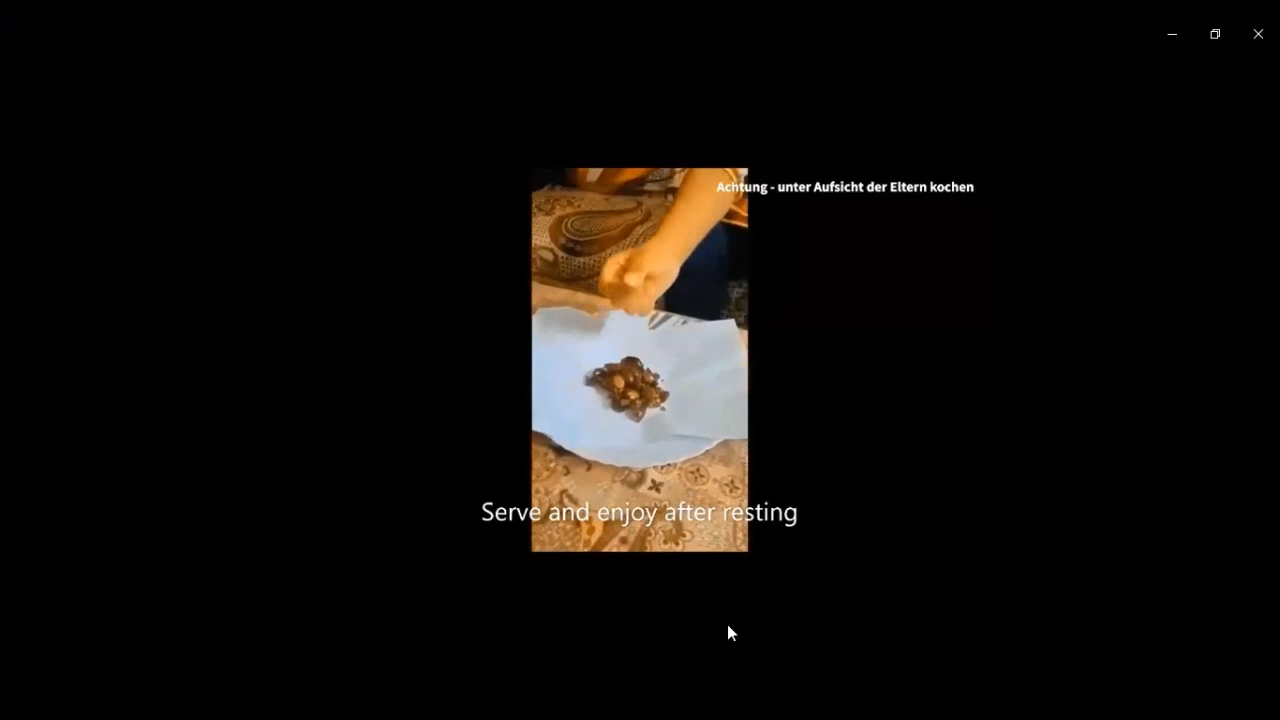 Achtung - unter Aufsicht der Eltern kochen
Serve and enjoy after resting